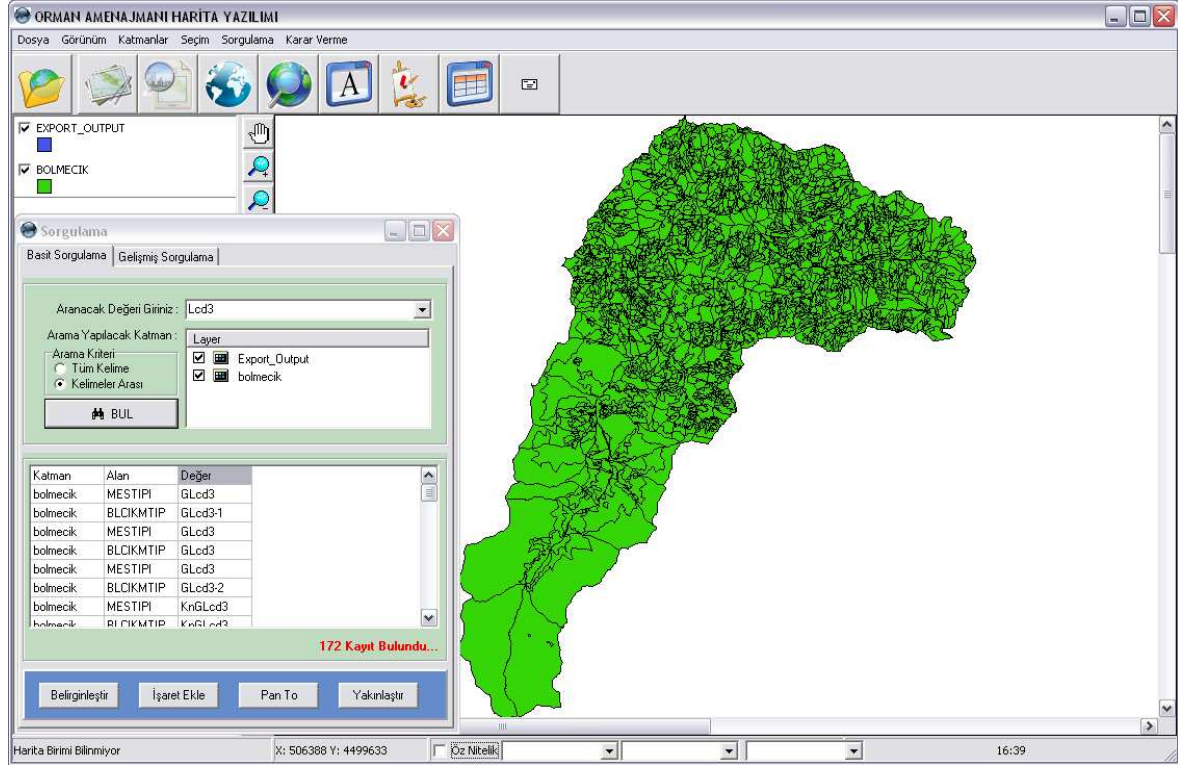 ORMAN AMENAJMANI HARİTA YAZILIMI
Dosya Görünüm Katmanlar Seçim Sorgulama Karar Verme
A
EXPORT_OUTPUT
BOLMECIK
Sorgulama
Basit Sorgulama Gelişmiş Sorgulama
Aranacak Değeri Giriniz : Lcd3
Arama Yapılacak Katman :
Layer
Export_Output
bolmecik
Arama Kriteri
Tüm Kelime
Kelimeler Arası
BUL
Katman Alan Değer
bolmecik MESTIPI GLcd3
bolmecik BLCIKMTIP GLcd3-1
bolmecik MESTIPI GLcd3
bolmecik BLCIKMTIP GLcd3
bolmecik MESTIPI GLcd3
bolmecik BLCIKMTIP GLcd3-2
bolmecik MESTIPI KnGLcd3
bolmecik BLCIKMTIP KnGLcd3
172 Kayıt Bulundu...
Belirginleştir İşaret Ekle Pan To Yakınlaştır
Harita Birimi Bilinmiyor X: 506388 Y: 4499633 Öz Nitelik 16:39